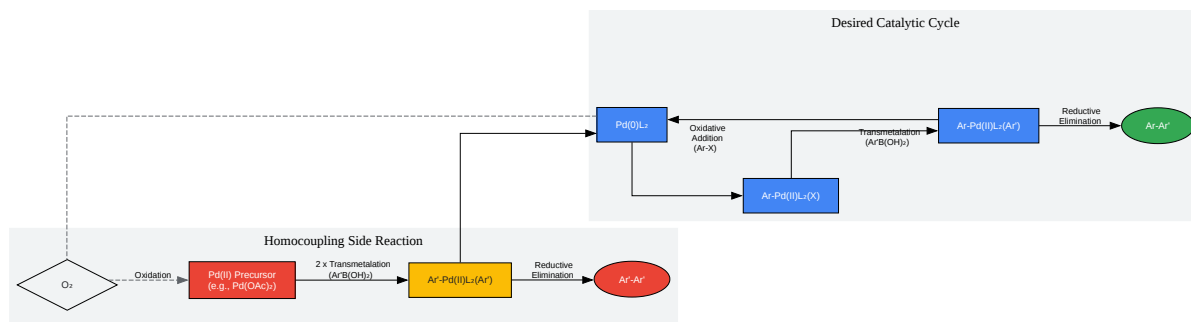 Desired Catalytic Cycle
Pd(0)L₂
Oxidative
Addition
(Ar-X)
Transmetalation
(Ar'B(OH)₂)
Ar-Pd(II)L₂(Ar')
Reductive
Elimination
Ar-Ar'
Ar-Pd(II)L₂(X)
Homocoupling Side Reaction
O₂
Oxidation
Pd(II) Precursor
(e.g., Pd(OAc)₂)
2 x Transmetalation
(Ar'B(OH)₂)
Ar'-Pd(II)L₂(Ar')
Reductive
Elimination
Ar'-Ar'